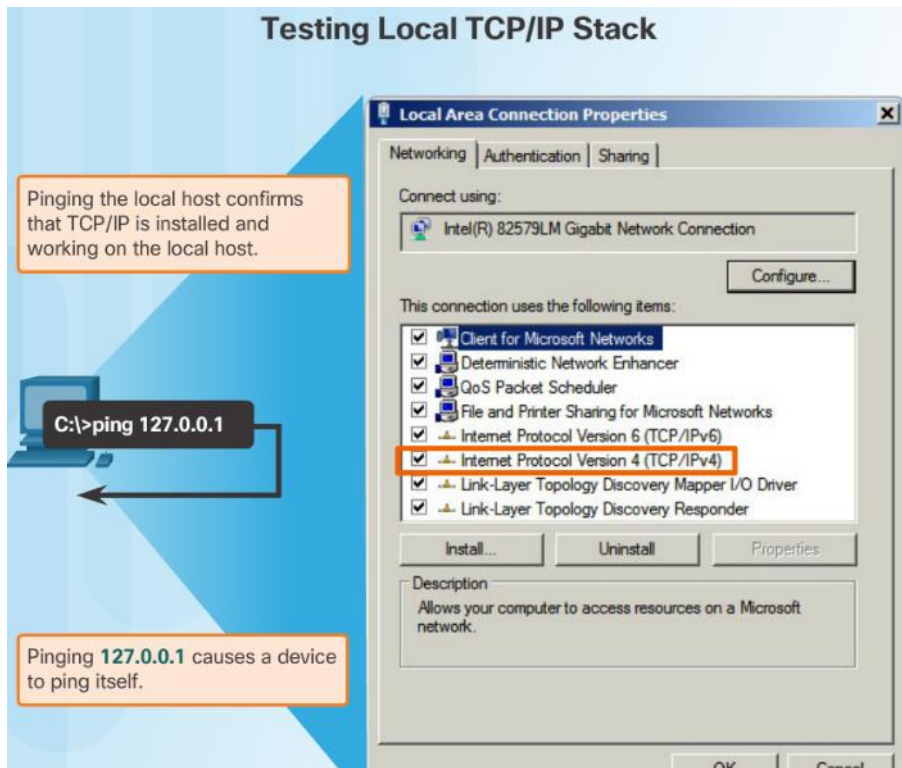 Testing Local TCP/IP Stack
Local Area Connection Properties
Networking Authentication Sharing
Pinging the local host confirms
that TCP/IP is installed and
working on the local host.
Connect using:
Intel(R) 82579LM Gigabit Network Connection
Configure...
This connection uses the following items:
Client for Microsoft Networks
Deterministic Network Enhancer
QoS Packet Scheduler
File and Printer Sharing for Microsoft Networks
Internet Protocol Version 6 (TCP/IPv6)
Internet Protocol Version 4 (TCP/IPv4)
Link-Layer Topology Discovery Mapper I/O Driver
Link-Layer Topology Discovery Responder
C:\>ping 127.0.0.1
Install... Uninstall Properties
Description
Allows your computer to access resources on a Microsoft
network.
Pinging 127.0.0.1 causes a device
to ping itself.
OK Cancel